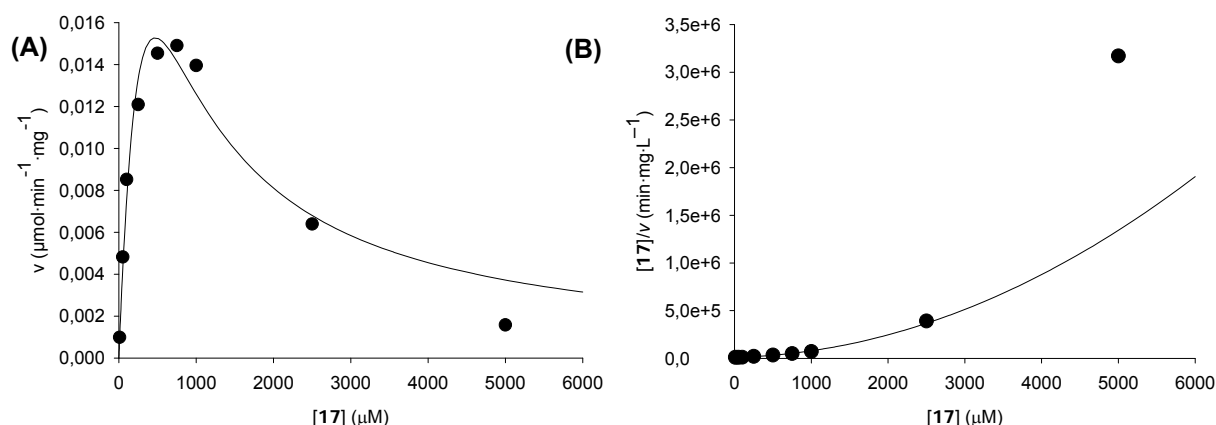 (A)
v (µmol·min⁻¹·mg⁻¹)
0,016
0,014
0,012
0,010
0,008
0,006
0,004
0,002
0,000
0 1000 2000 3000 4000 5000 6000
[17] (µM)
(B)
[17]/v (min·mg·L⁻¹)
3,5e+6
3,0e+6
2,5e+6
2,0e+6
1,5e+6
1,0e+6
5,0e+5
0,0
0 1000 2000 3000 4000 5000 6000
[17] (µM)